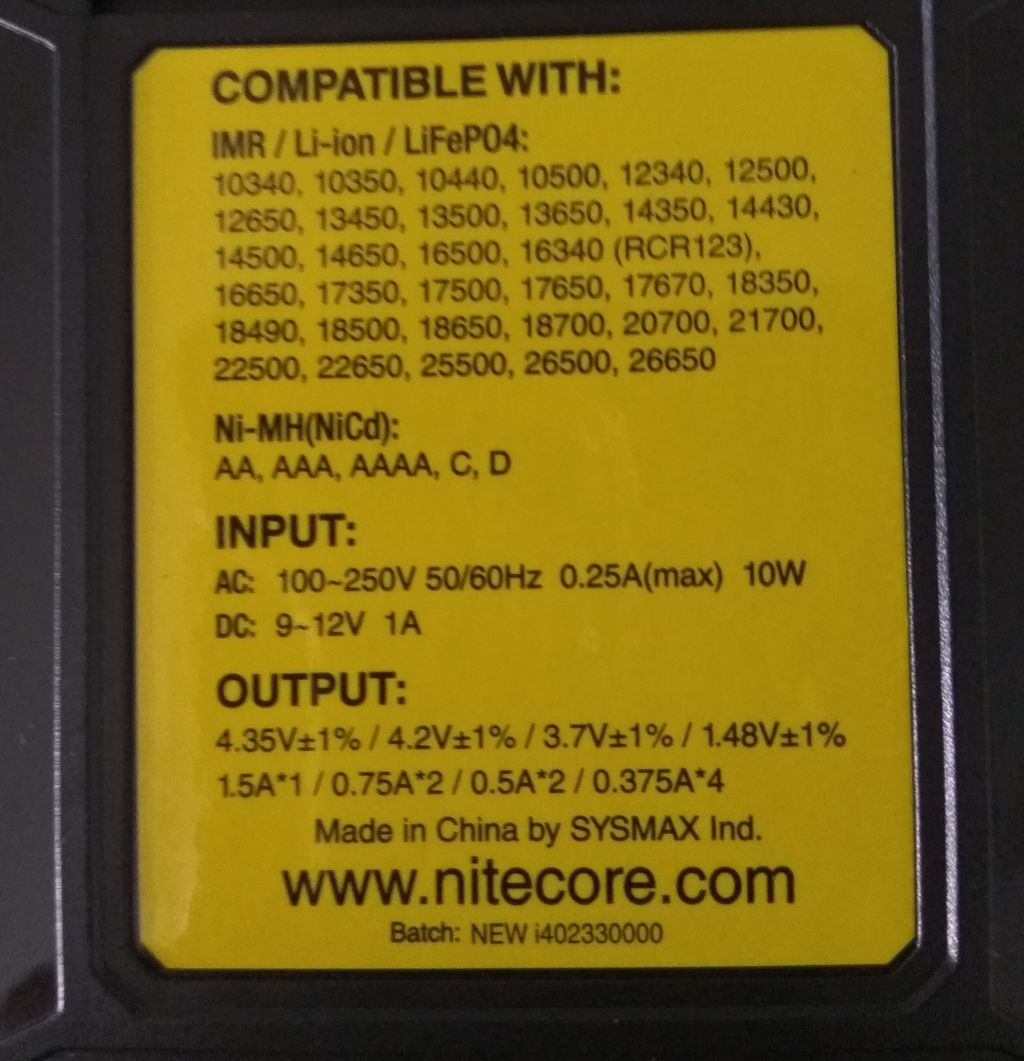 COMPATIBLE WITH:
IMR / Li-ion / LiFePO4:
10340, 10350, 10440, 10500, 12340, 12500,
12650, 13450, 13500, 13650, 14350, 14430,
14500, 14650, 16500, 16340 (RCR123),
16650, 17350, 17500, 17650, 17670, 18350,
18490, 18500, 18650, 18700, 20700, 21700,
22500, 22650, 25500, 26500, 26650
Ni-MH(NiCd):
AA, AAA, AAAA, C, D
INPUT:
AC: 100~250V 50/60Hz 0.25A(max) 10W
DC: 9~12V 1A
OUTPUT:
4.35V±1% / 4.2V±1% / 3.7V±1% / 1.48V±1%
1.5A*1 / 0.75A*2 / 0.5A*2 / 0.375A*4
Made in China by SYSMAX Ind.
www.nitecore.com
Batch: NEW i402330000